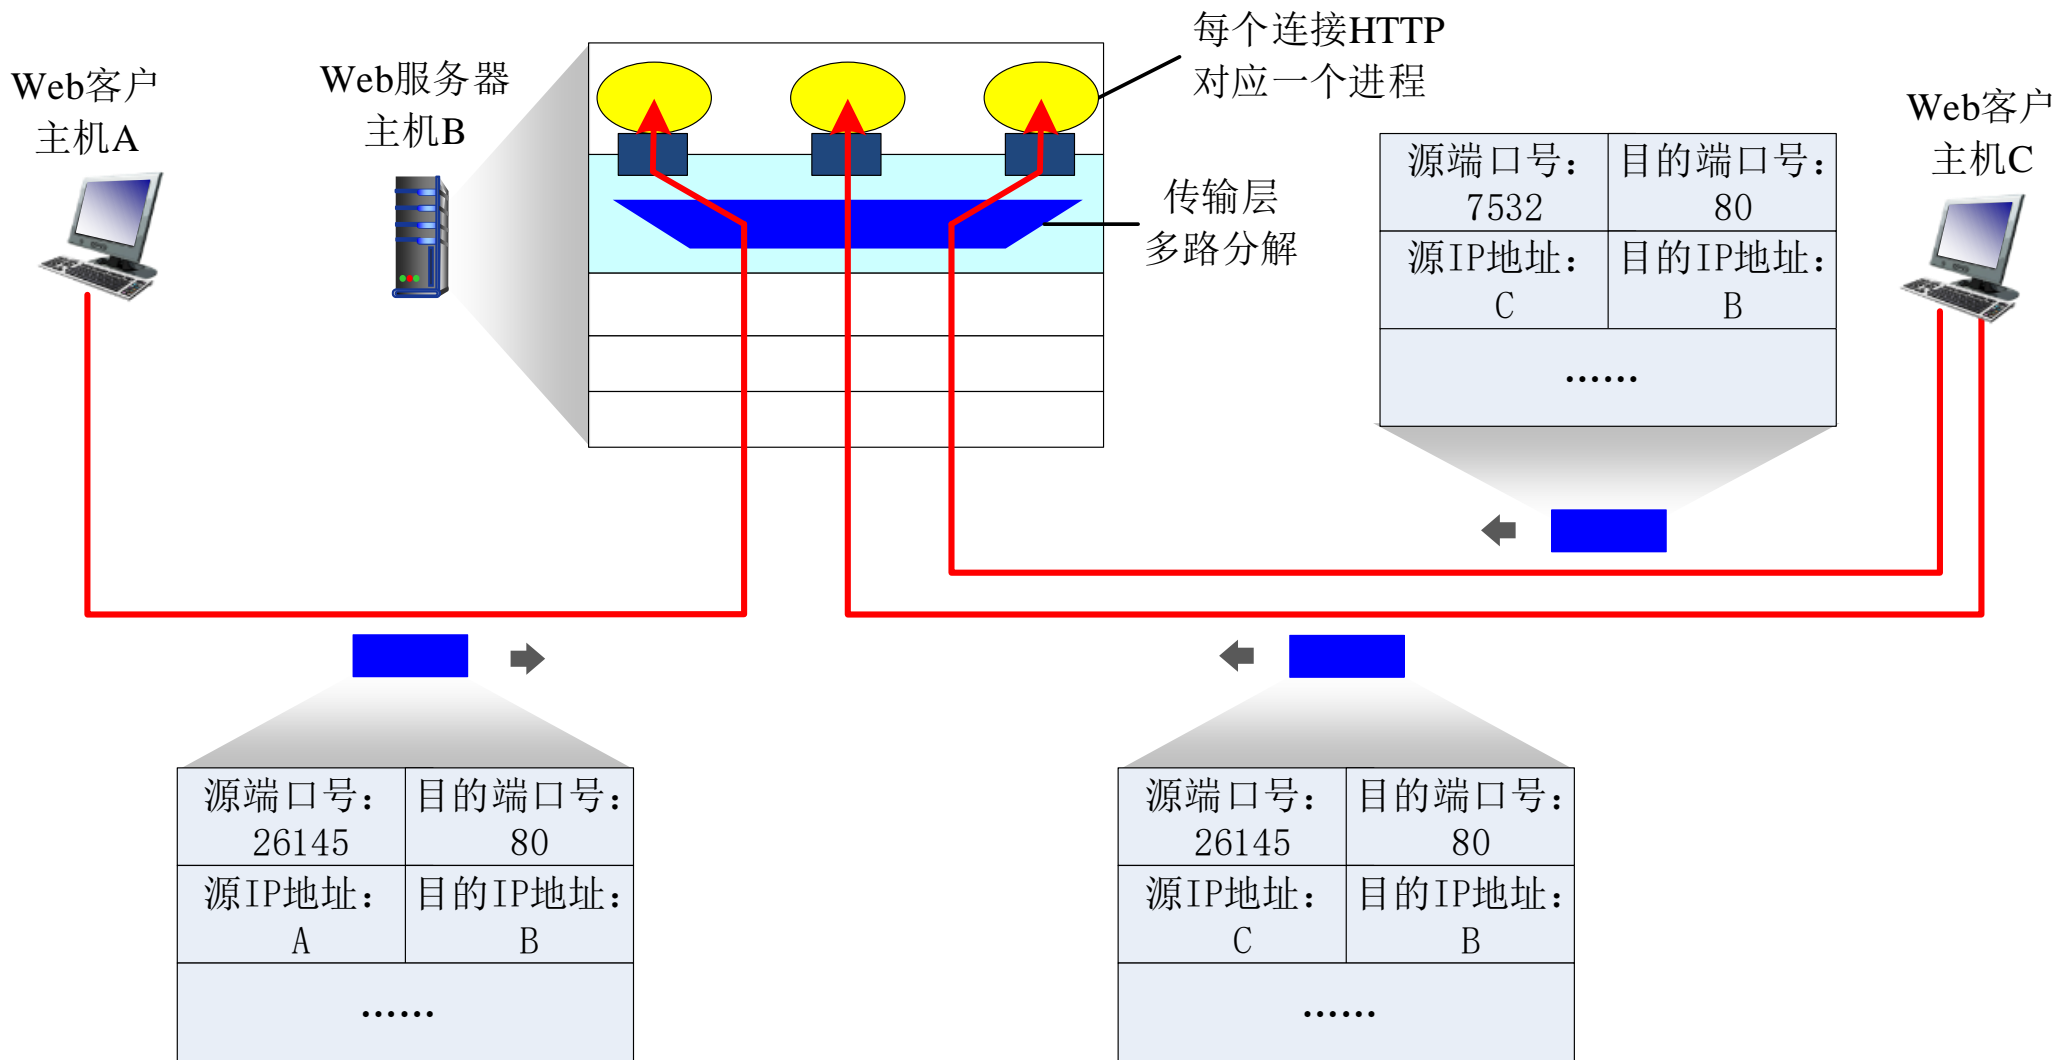 Web客户
主机A
Web服务器
主机B
每个连接HTTP
对应一个进程
传输层
多路分解
Web客户
主机C
源端口号：
7532
目的端口号：
80
源IP地址：
C
目的IP地址：
B
……
源端口号：
26145
目的端口号：
80
源IP地址：
A
目的IP地址：
B
……
源端口号：
26145
目的端口号：
80
源IP地址：
C
目的IP地址：
B
……